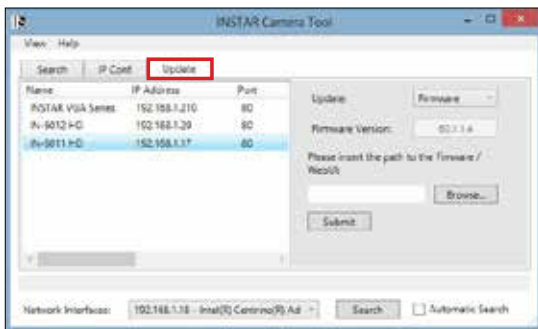 INSTAR Camera Tool
View Help
Search IP Conf Update
Name IP Address Port
INSTAR VGA Series 192.168.1.210 80
IN-6012 HD 192.168.1.29 80
IN-6011 HD 192.168.1.17 80
Update: Firmware
Firmware Version:
Please insert the path to the Firmware /
WebUI:
Browse...
Submit
Network Interfaces: 192.168.1.18 - Intel(R) Centrino(R) Ad Search Automatic Search